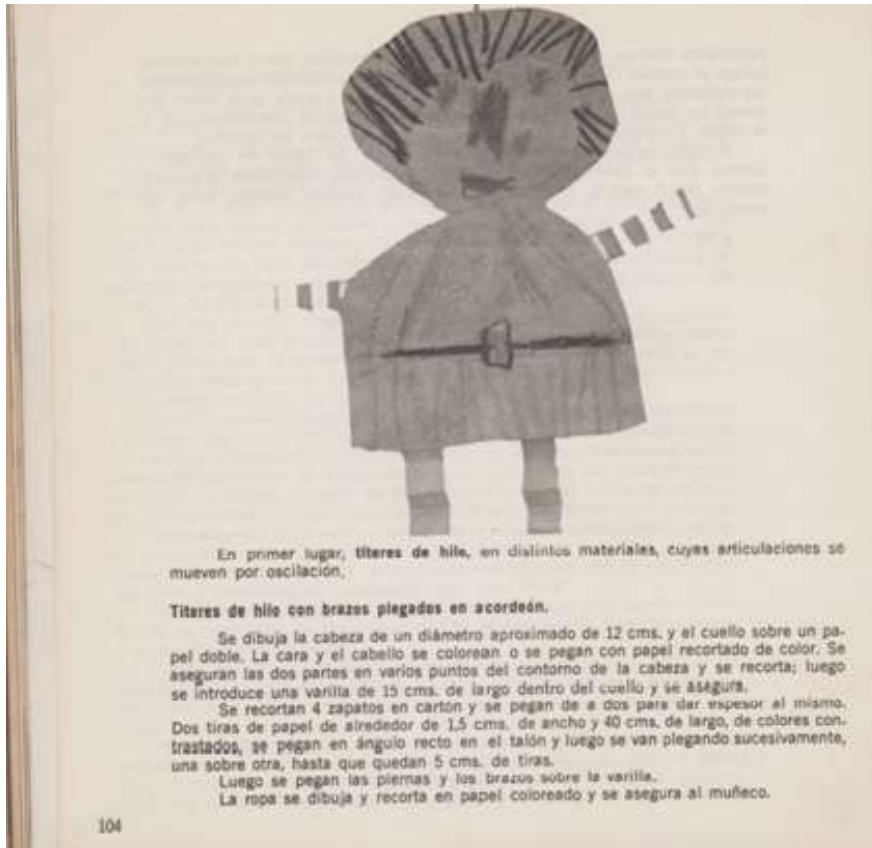 En primer lugar, títeres de hilo, en distintos materiales, cuyas articulaciones se
mueven por oscilación.
Títeres de hilo con brazos plegados en acordeón.
Se dibuja la cabeza de un diámetro aproximado de 12 cms. y el cuello sobre un pa-
pel doble. La cara y el cabello se colorean o se pegan con papel recortado de color. Se
aseguran las dos partes en varios puntos del contorno de la cabeza y se recorta; luego
se introduce una varilla de 15 cms. de largo dentro del cuello y se asegura.
Se recortan 4 zapatos en cartón y se pegan de a dos para dar espesor al mismo.
Dos tiras de papel de alrededor de 1,5 cms. de ancho y 40 cms. de largo, de colores con-
trastados, se pegan en ángulo recto en el talón y luego se van plegando sucesivamente,
una sobre otra, hasta que quedan 5 cms. de tiras.
Luego se pegan las piernas y los brazos sobre la varilla.
La ropa se dibuja y recorta en papel coloreado y se asegura al muñeco.
104